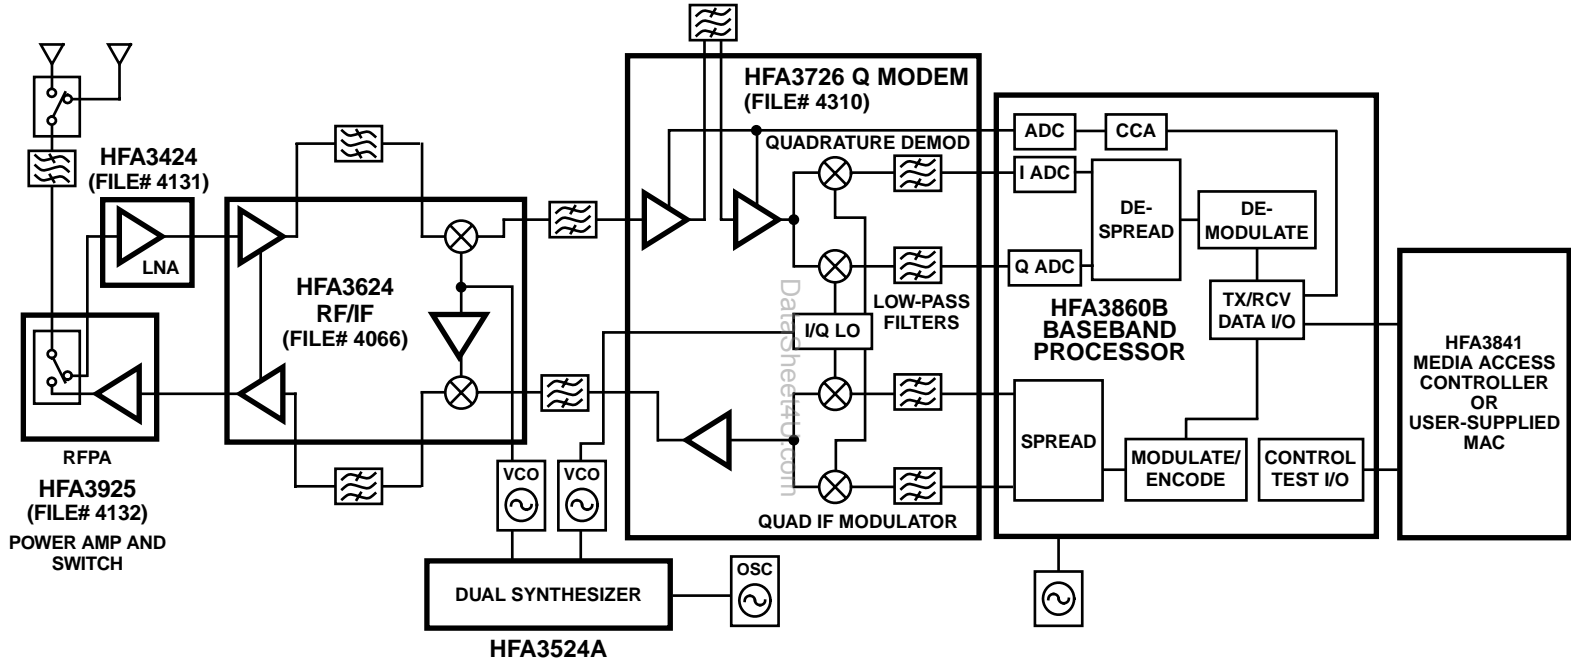 HFA3424
(FILE# 4131)
LNA
HFA3624
RF/IF
(FILE# 4066)
RFPA
HFA3925
(FILE# 4132)
POWER AMP AND
SWITCH
VCO
VCO
DUAL SYNTHESIZER
HFA3524A
OSC
HFA3726 Q MODEM
(FILE# 4310)
QUADRATURE DEMOD
LOW-PASS
FILTERS
I/Q LO
QUAD IF MODULATOR
DataSheet4U.com
ADC
CCA
I ADC
DE-
SPREAD
DE-
MODULATE
Q ADC
TX/RCV
DATA I/O
HFA3860B
BASEBAND
PROCESSOR
SPREAD
MODULATE/
ENCODE
CONTROL
TEST I/O
HFA3841
MEDIA ACCESS
CONTROLLER
OR
USER-SUPPLIED
MAC